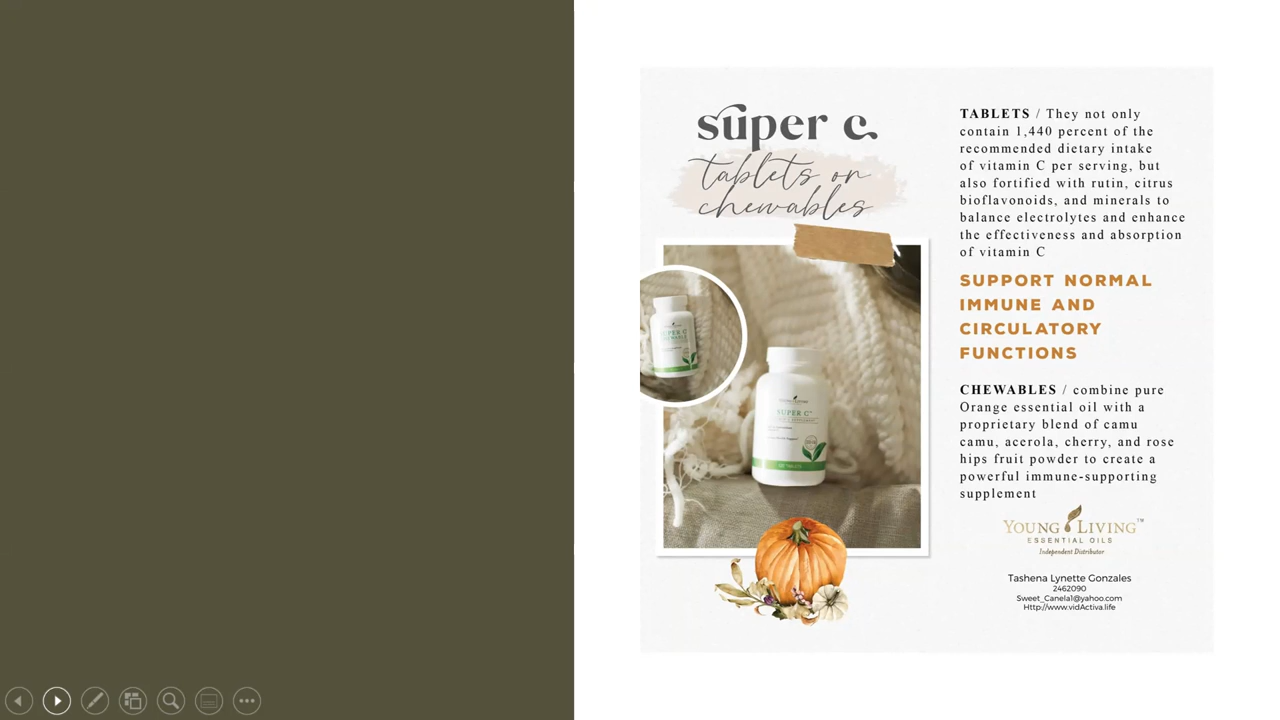 super c.
tablets or
chewables
SUPER C
SUPER C™
TABLETS / They not only
contain 1,440 percent of the
recommended dietary intake
of vitamin C per serving, but
also fortified with rutin, citrus
bioflavonoids, and minerals to
balance electrolytes and enhance
the effectiveness and absorption
of vitamin C
SUPPORT NORMAL
IMMUNE AND
CIRCULATORY
FUNCTIONS
CHEWABLES / combine pure
Orange essential oil with a
proprietary blend of camu
camu, acerola, cherry, and rose
hips fruit powder to create a
powerful immune-supporting
supplement
YOUNG LIVING™
ESSENTIAL OILS
Independent Distributor
Tashena Lynette Gonzales
2462090
Sweet_Canela1@yahoo.com
Http://www.vidActiva.life